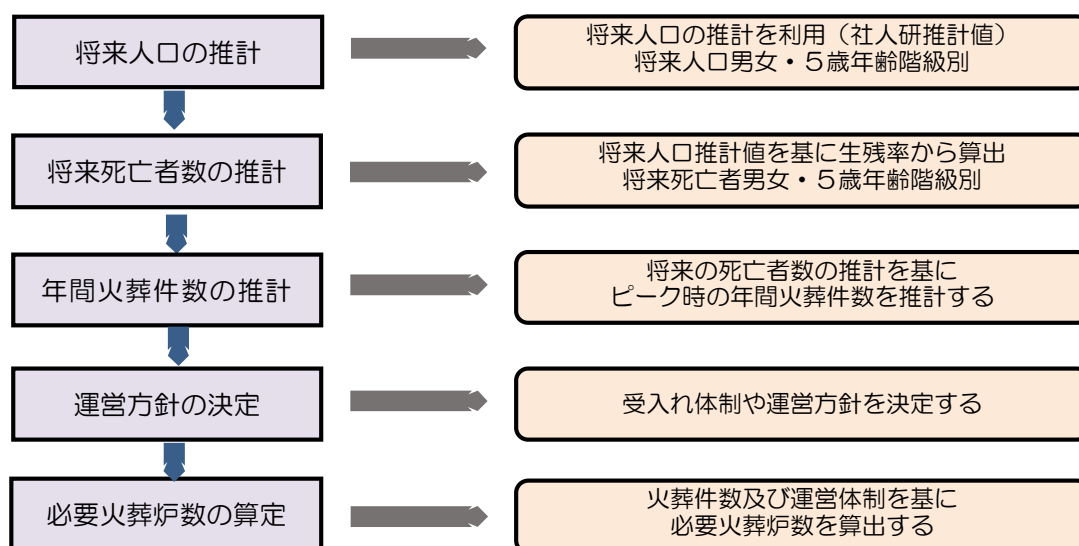 将来人口の推計
将来人口の推計を利用（社人研推計値）
将来人口男女・５歳年齢階級別
将来死亡者数の推計
将来人口推計値を基に生残率から算出
将来死亡者男女・５歳年齢階級別
年間火葬件数の推計
将来の死亡者数の推計を基に
ピーク時の年間火葬件数を推計する
運営方針の決定
受入れ体制や運営方針を決定する
必要火葬炉数の算定
火葬件数及び運営体制を基に
必要火葬炉数を算出する